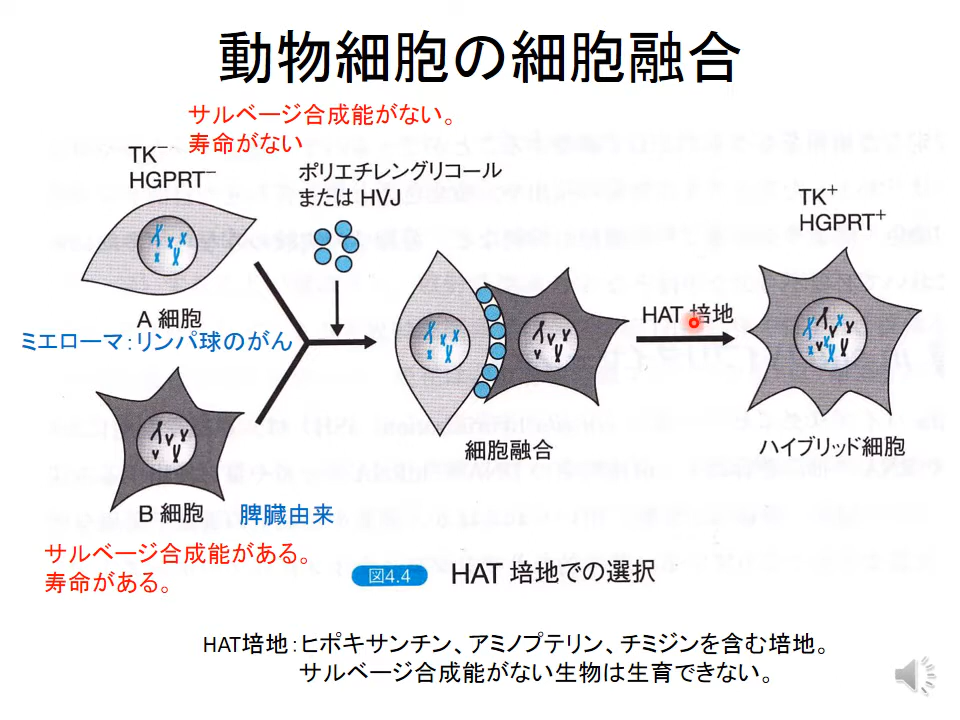 動物細胞の細胞融合
サルベージ合成能がない。
寿命がない
TK⁻
HGPRT⁻
ポリエチレングリコール
または HVJ
TK⁺
HGPRT⁺
A 細胞
ミエローマ：リンパ球のがん
HAT 培地
細胞融合
ハイブリッド細胞
B 細胞
脾臓由来
サルベージ合成能がある。
寿命がある。
図4.4 HAT 培地での選択
HAT培地：ヒポキサンチン、アミノプテリン、チミジンを含む培地。
サルベージ合成能がない生物は生育できない。